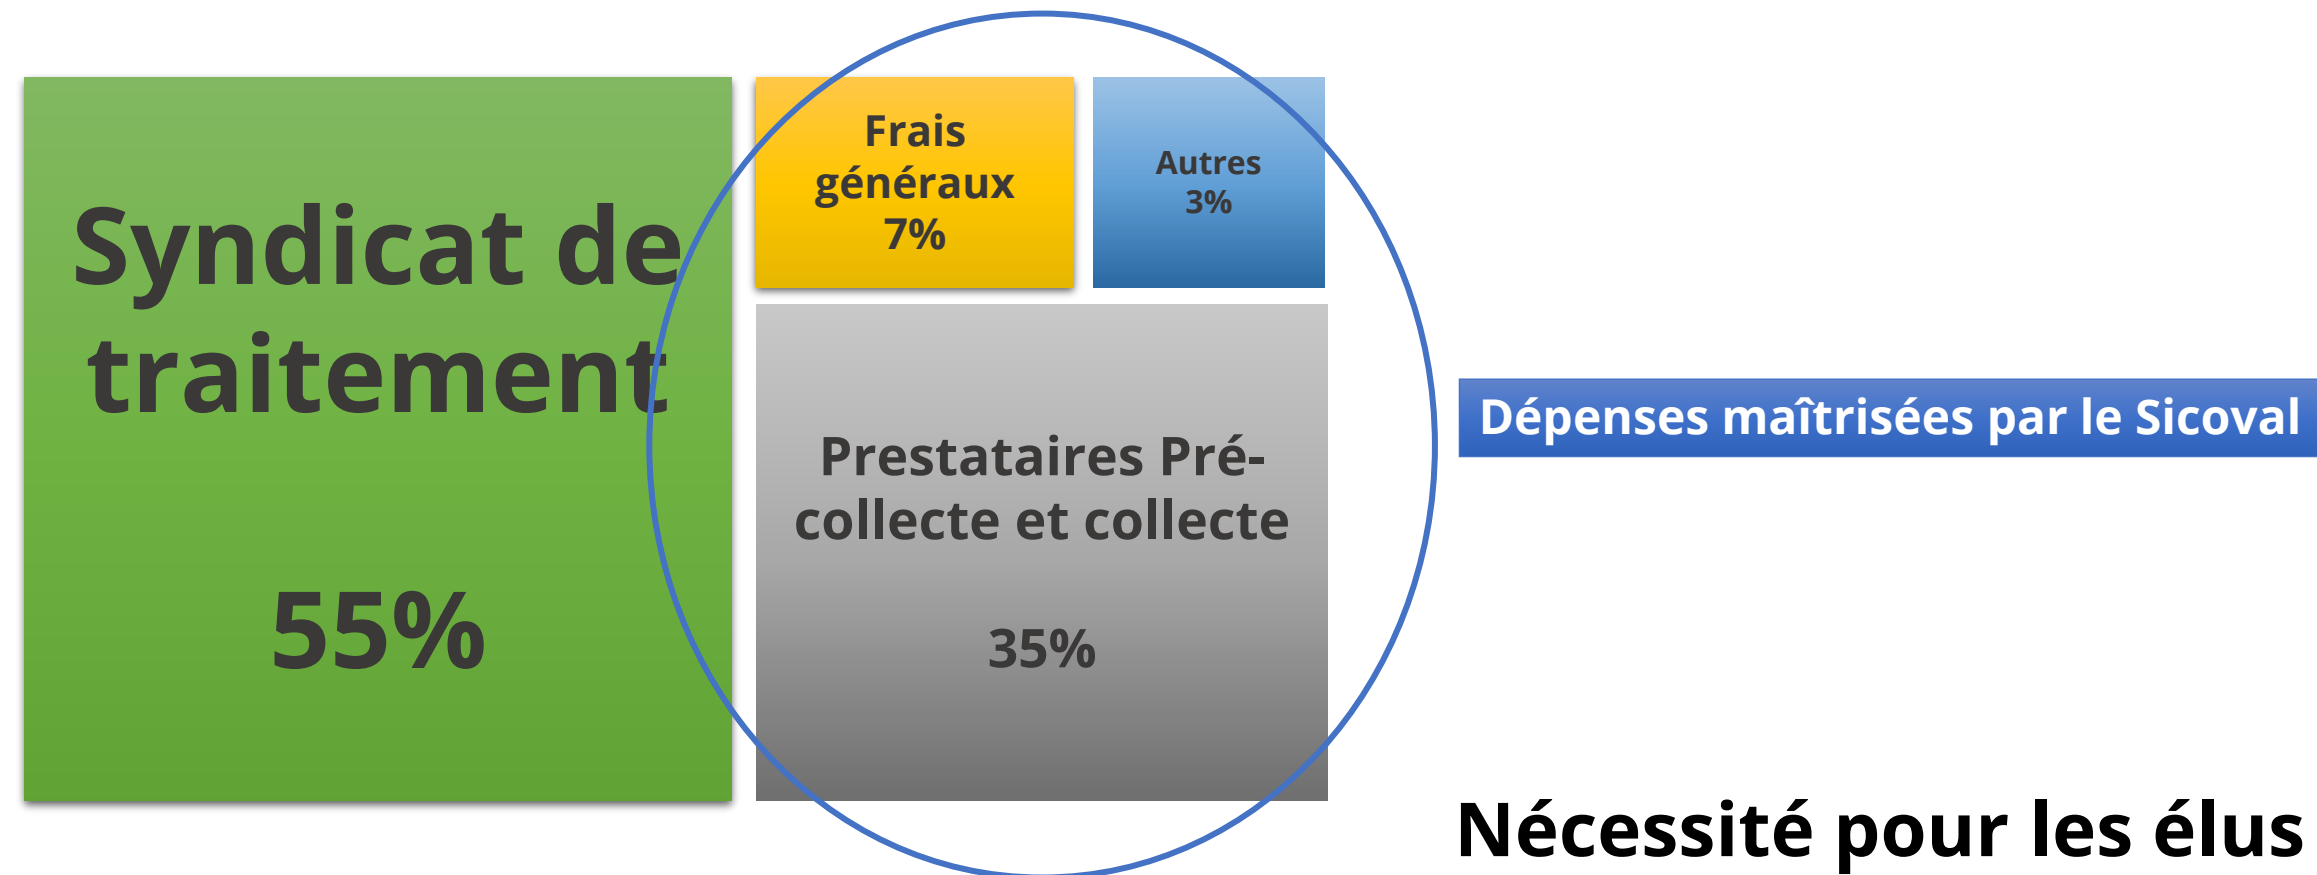 Syndicat de
traitement
55%
Frais
généraux
7%
Autres
3%
Prestataires Pré-
collecte et collecte
35%
Dépenses maîtrisées par le Sicoval
Nécessité pour les élus